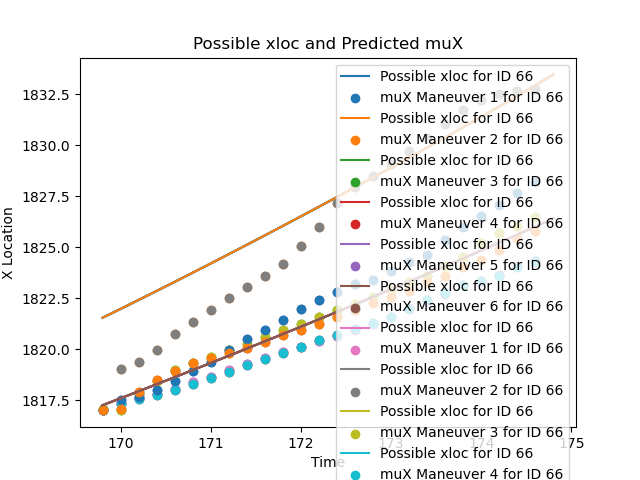 Possible xloc and Predicted muX
1832.5
1830.0
1827.5
1825.0
1822.5
1820.0
1817.5
X Location
170
171
172
173
174
175
Time
Possible xloc for ID 66
muX Maneuver 1 for ID 66
Possible xloc for ID 66
muX Maneuver 2 for ID 66
Possible xloc for ID 66
muX Maneuver 3 for ID 66
Possible xloc for ID 66
muX Maneuver 4 for ID 66
Possible xloc for ID 66
muX Maneuver 5 for ID 66
Possible xloc for ID 66
muX Maneuver 6 for ID 66
Possible xloc for ID 66
muX Maneuver 1 for ID 66
Possible xloc for ID 66
muX Maneuver 2 for ID 66
Possible xloc for ID 66
muX Maneuver 3 for ID 66
Possible xloc for ID 66
muX Maneuver 4 for ID 66